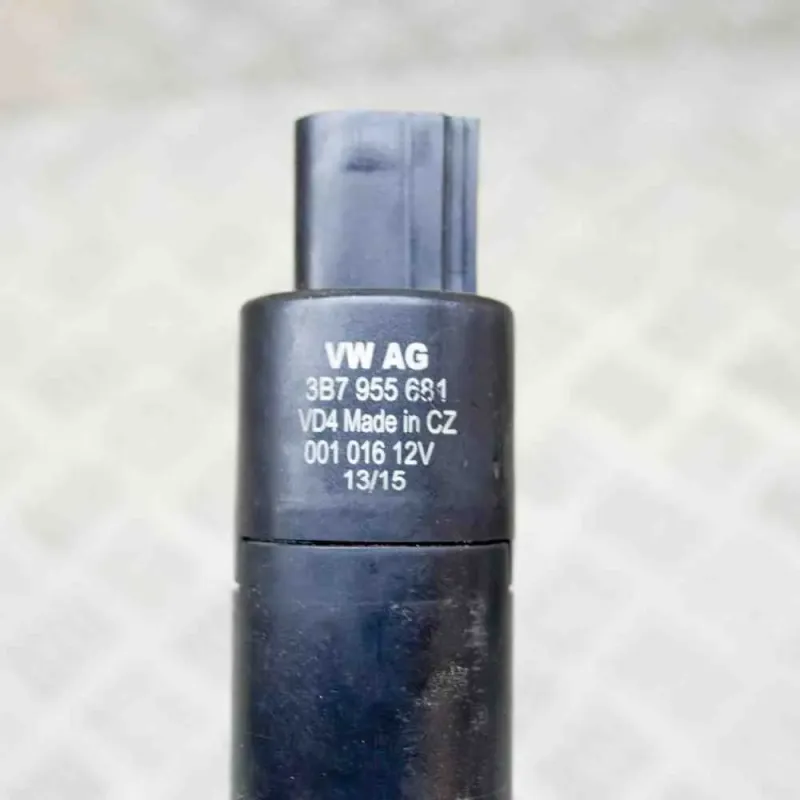 VW AG
3B7 955 681
VD4 Made in CZ
001 016 12V
13/15